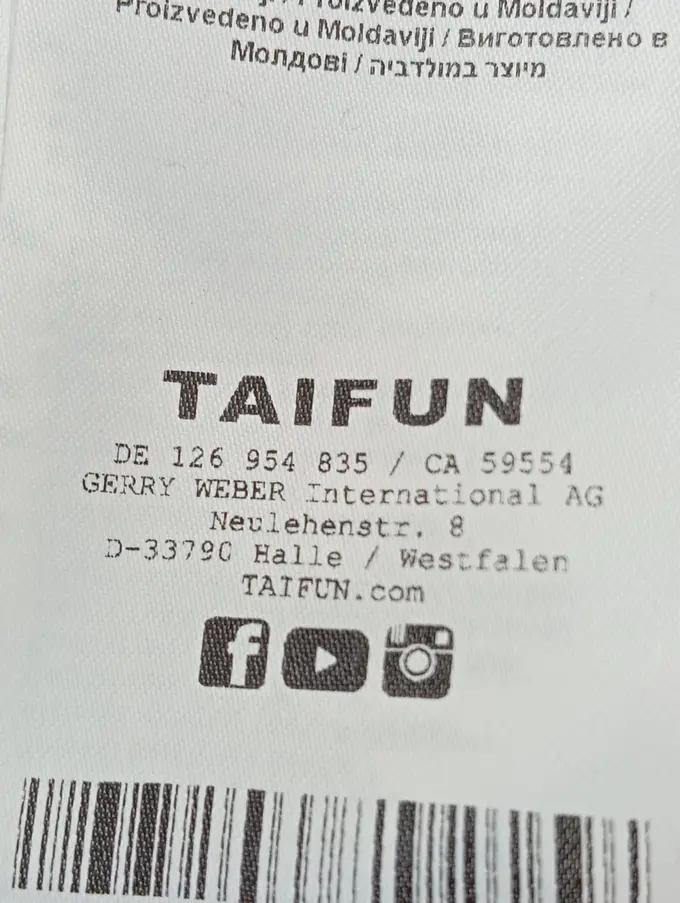 Proizvedeno u Moldaviji /
Proizvedeno u Moldaviji / Виготовлено в
Молдові / מיוצר במולדביה
TAIFUN
DE 126 954 835 / CA 59554
GERRY WEBER International AG
Neulehenstr. 8
D-33790 Halle / Westfalen
TAIFUN.com